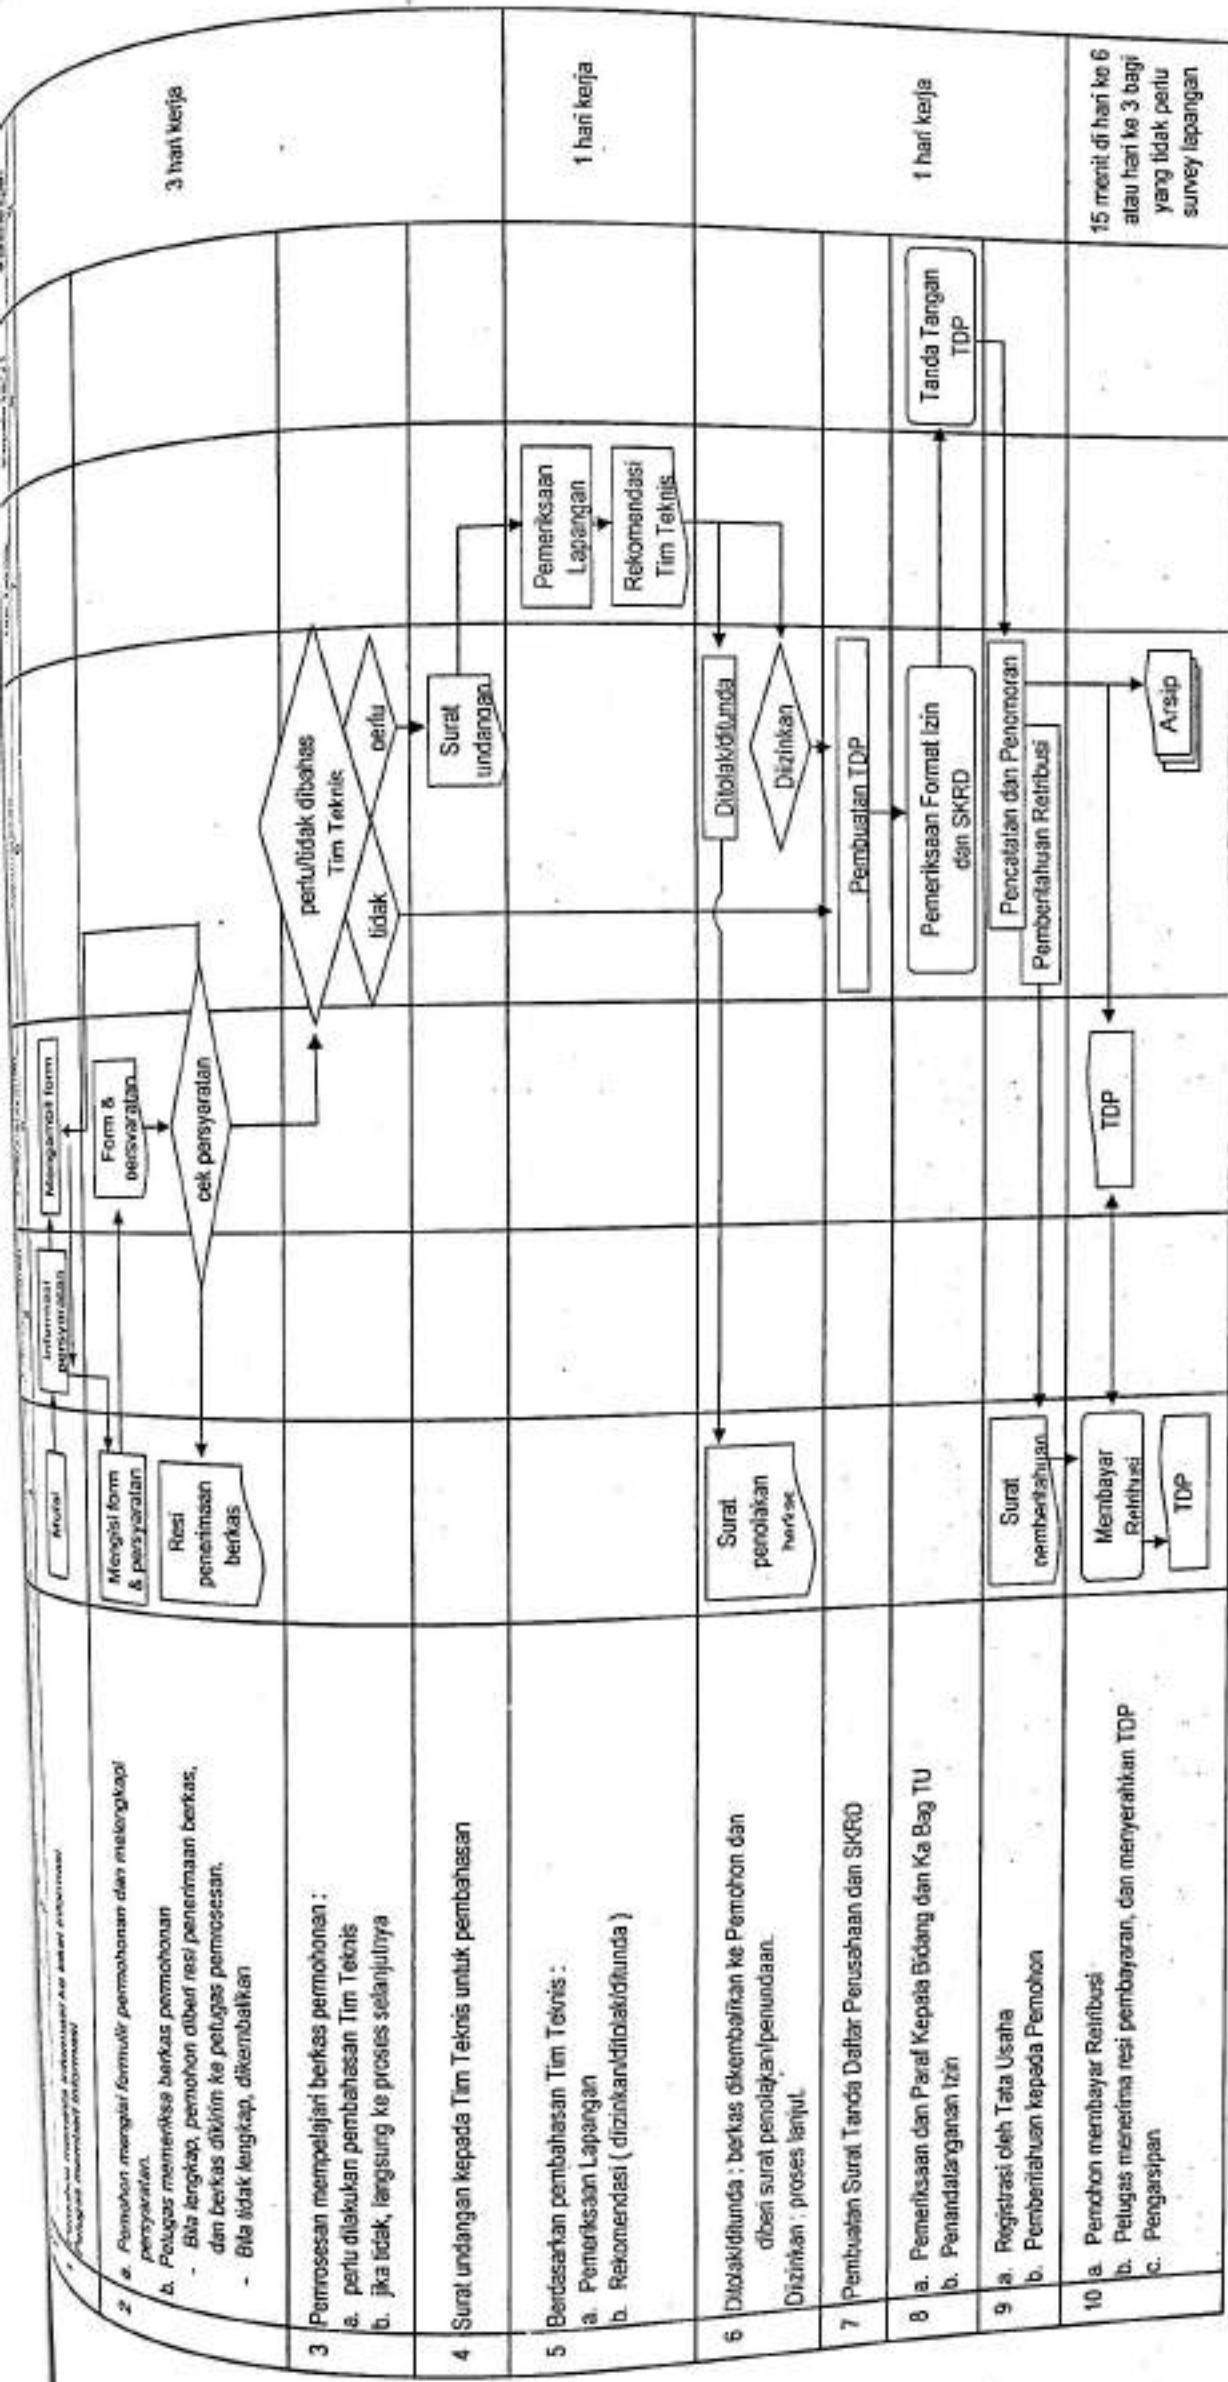 Petugas memberi informasi
Mulai
Informasi
persyaratan
Mengambil form
2 a. Pemohon mengisi formulir permohonan dan melengkapi
persyaratan.
b. Petugas memeriksa berkas permohonan
- Bila lengkap, pemohon diberi resi penerimaan berkas,
dan berkas dikirim ke petugas pemrosesan,
- Bila tidak lengkap, dikembalikan
Mengisi form
& persyaratan
Resi
penerimaan
berkas
Form &
persyaratan
cek persyaratan
3 hari kerja
3 Pemrosesan mempelajari berkas permohonan :
a. perlu dilakukan pembahasan Tim Teknis
b. jika tidak, langsung ke proses selanjutnya
perlu/tidak dibahas
Tim Teknis
tidak
perlu
4 Surat undangan kepada Tim Teknis untuk pembahasan
Surat
undangan
5 Berdasarkan pembahasan Tim Teknis :
a. Pemeriksaan Lapangan
b. Rekomendasi ( diizinkan/ditolak/ditunda )
Pemeriksaan
Lapangan
Rekomendasi
Tim Teknis
1 hari kerja
6 Ditolak/ditunda ; berkas dikembalikan ke Pemohon dan
diberi surat penolakan/penundaan.
Diizinkan ; proses lanjut.
Surat
penolakan
berkas
Ditolak/ditunda
Diizinkan
7 Pembuatan Surat Tanda Daftar Perusahaan dan SKRD
Pembuatan TDP
1 hari kerja
8 a. Pemeriksaan dan Paraf Kepala Bidang dan Ka Bag TU
b. Penandatanganan Izin
Pemeriksaan Format Izin
dan SKRD
Tanda Tangan
TDP
9 a. Registrasi oleh Tata Usaha
b. Pemberitahuan kepada Pemohon
Surat
pemberitahuan
Pencatatan dan Penomoran
Pemberitahuan Retribusi
10 a. Pemohon membayar Retribusi
b. Petugas menerima resi pembayaran, dan menyerahkan TDP
c. Pengarsipan
Membayar
Retribusi
TDP
TDP
Arsip
15 menit di hari ke 6
atau hari ke 3 bagi
yang tidak perlu
survey lapangan